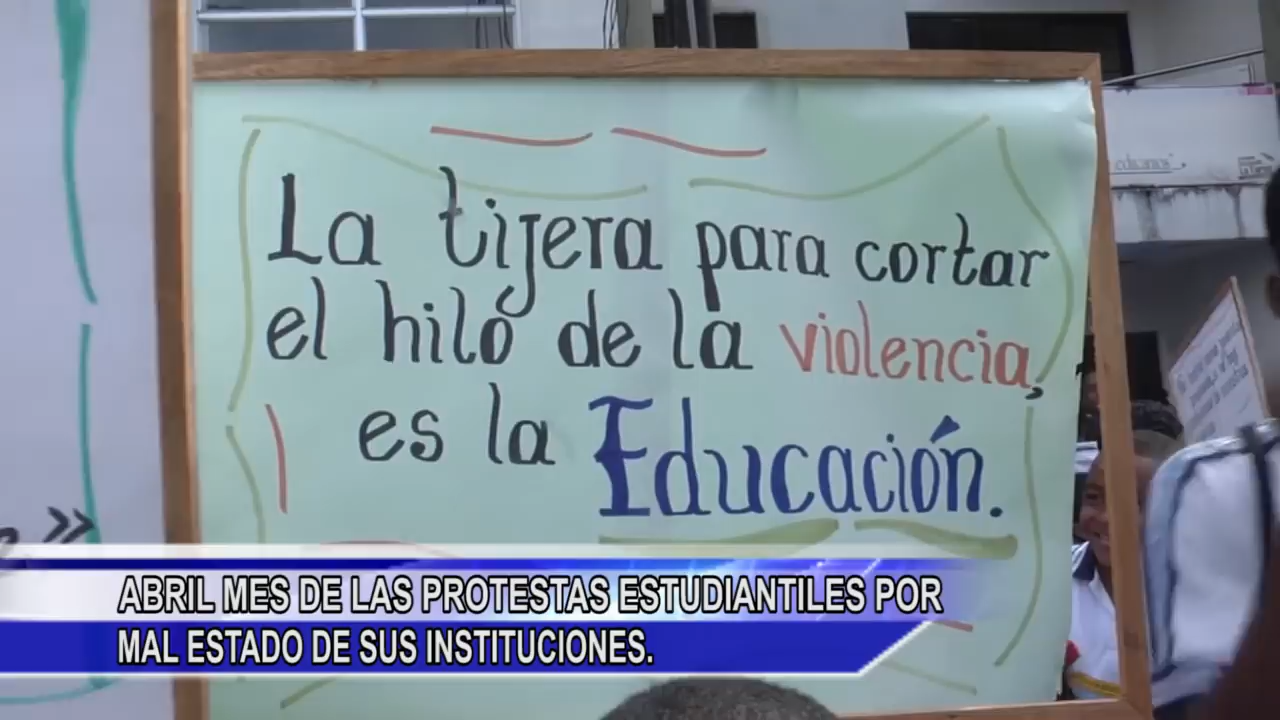 La tijera para cortar
el hilo de la violencia,
es la Educación.
»
ABRIL MES DE LAS PROTESTAS ESTUDIANTILES POR
MAL ESTADO DE SUS INSTITUCIONES.